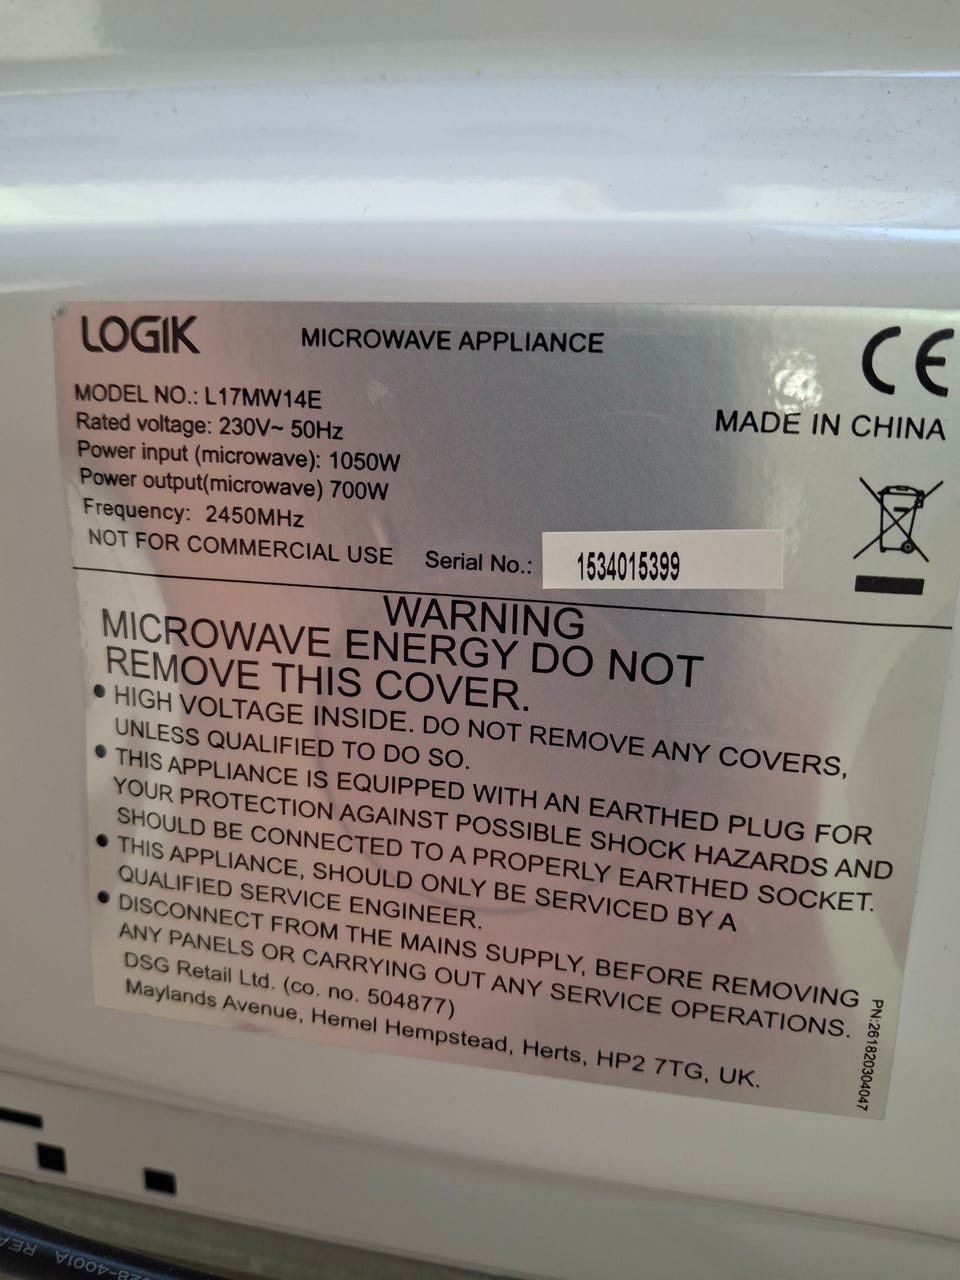 LOGIK
MICROWAVE APPLIANCE
CE
MODEL NO.: L17MW14E
Rated voltage: 230V~ 50Hz
MADE IN CHINA
Power input (microwave): 1050W
Power output(microwave) 700W
Frequency: 2450MHz
NOT FOR COMMERCIAL USE
Serial No.: 1534015399
WARNING
MICROWAVE ENERGY DO NOT
REMOVE THIS COVER.
• HIGH VOLTAGE INSIDE. DO NOT REMOVE ANY COVERS,
UNLESS QUALIFIED TO DO SO.
• THIS APPLIANCE IS EQUIPPED WITH AN EARTHED PLUG FOR
YOUR PROTECTION AGAINST POSSIBLE SHOCK HAZARDS AND
SHOULD BE CONNECTED TO A PROPERLY EARTHED SOCKET.
• THIS APPLIANCE, SHOULD ONLY BE SERVICED BY A
QUALIFIED SERVICE ENGINEER.
• DISCONNECT FROM THE MAINS SUPPLY, BEFORE REMOVING
ANY PANELS OR CARRYING OUT ANY SERVICE OPERATIONS.
DSG Retail Ltd. (co. no. 504877)
Maylands Avenue, Hemel Hempstead, Herts, HP2 7TG, UK.
PN:261820304047